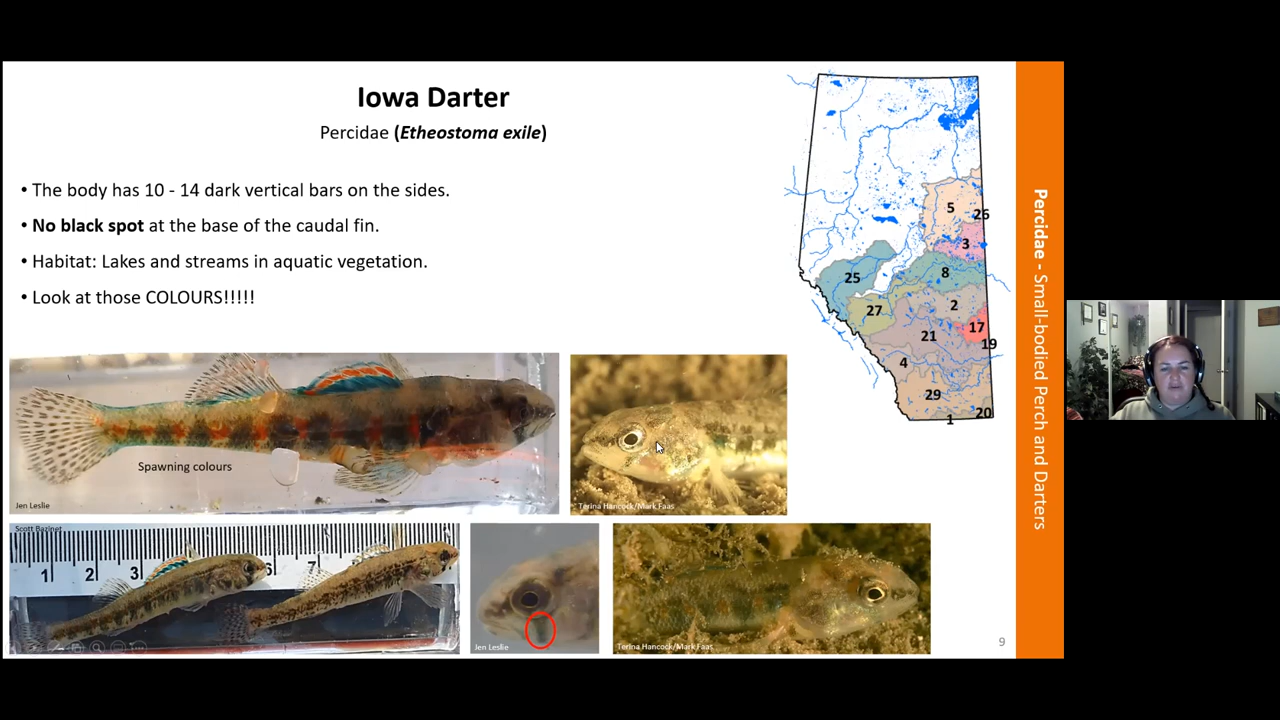 Iowa Darter
Percidae (Etheostoma exile)
• The body has 10 - 14 dark vertical bars on the sides.
• No black spot at the base of the caudal fin.
• Habitat: Lakes and streams in aquatic vegetation.
• Look at those COLOURS!!!!!
5
26
3
8
25
2
27
17
21
19
4
29
20
1
Percidae - Small-bodied Perch and Darters
Spawning colours
Jen Leslie
Terina Hancock/Mark Faas
Scott Bazinet
1 2 3 6 7
Jen Leslie
Terina Hancock/Mark Faas
9